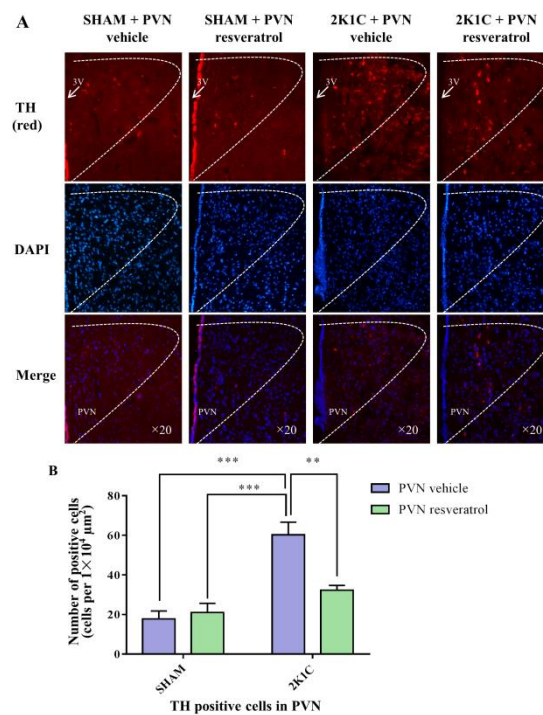 A
SHAM + PVN vehicle
SHAM + PVN resveratrol
2K1C + PVN vehicle
2K1C + PVN resveratrol
TH (red)
3V
3V
3V
3V
DAPI
Merge
PVN
×20
PVN
×20
PVN
×20
PVN
×20
B
***
**
***
PVN vehicle
PVN resveratrol
Number of positive cells
(cells per 1×10⁴ μm²)
80
60
40
20
0
SHAM
2K1C
TH positive cells in PVN